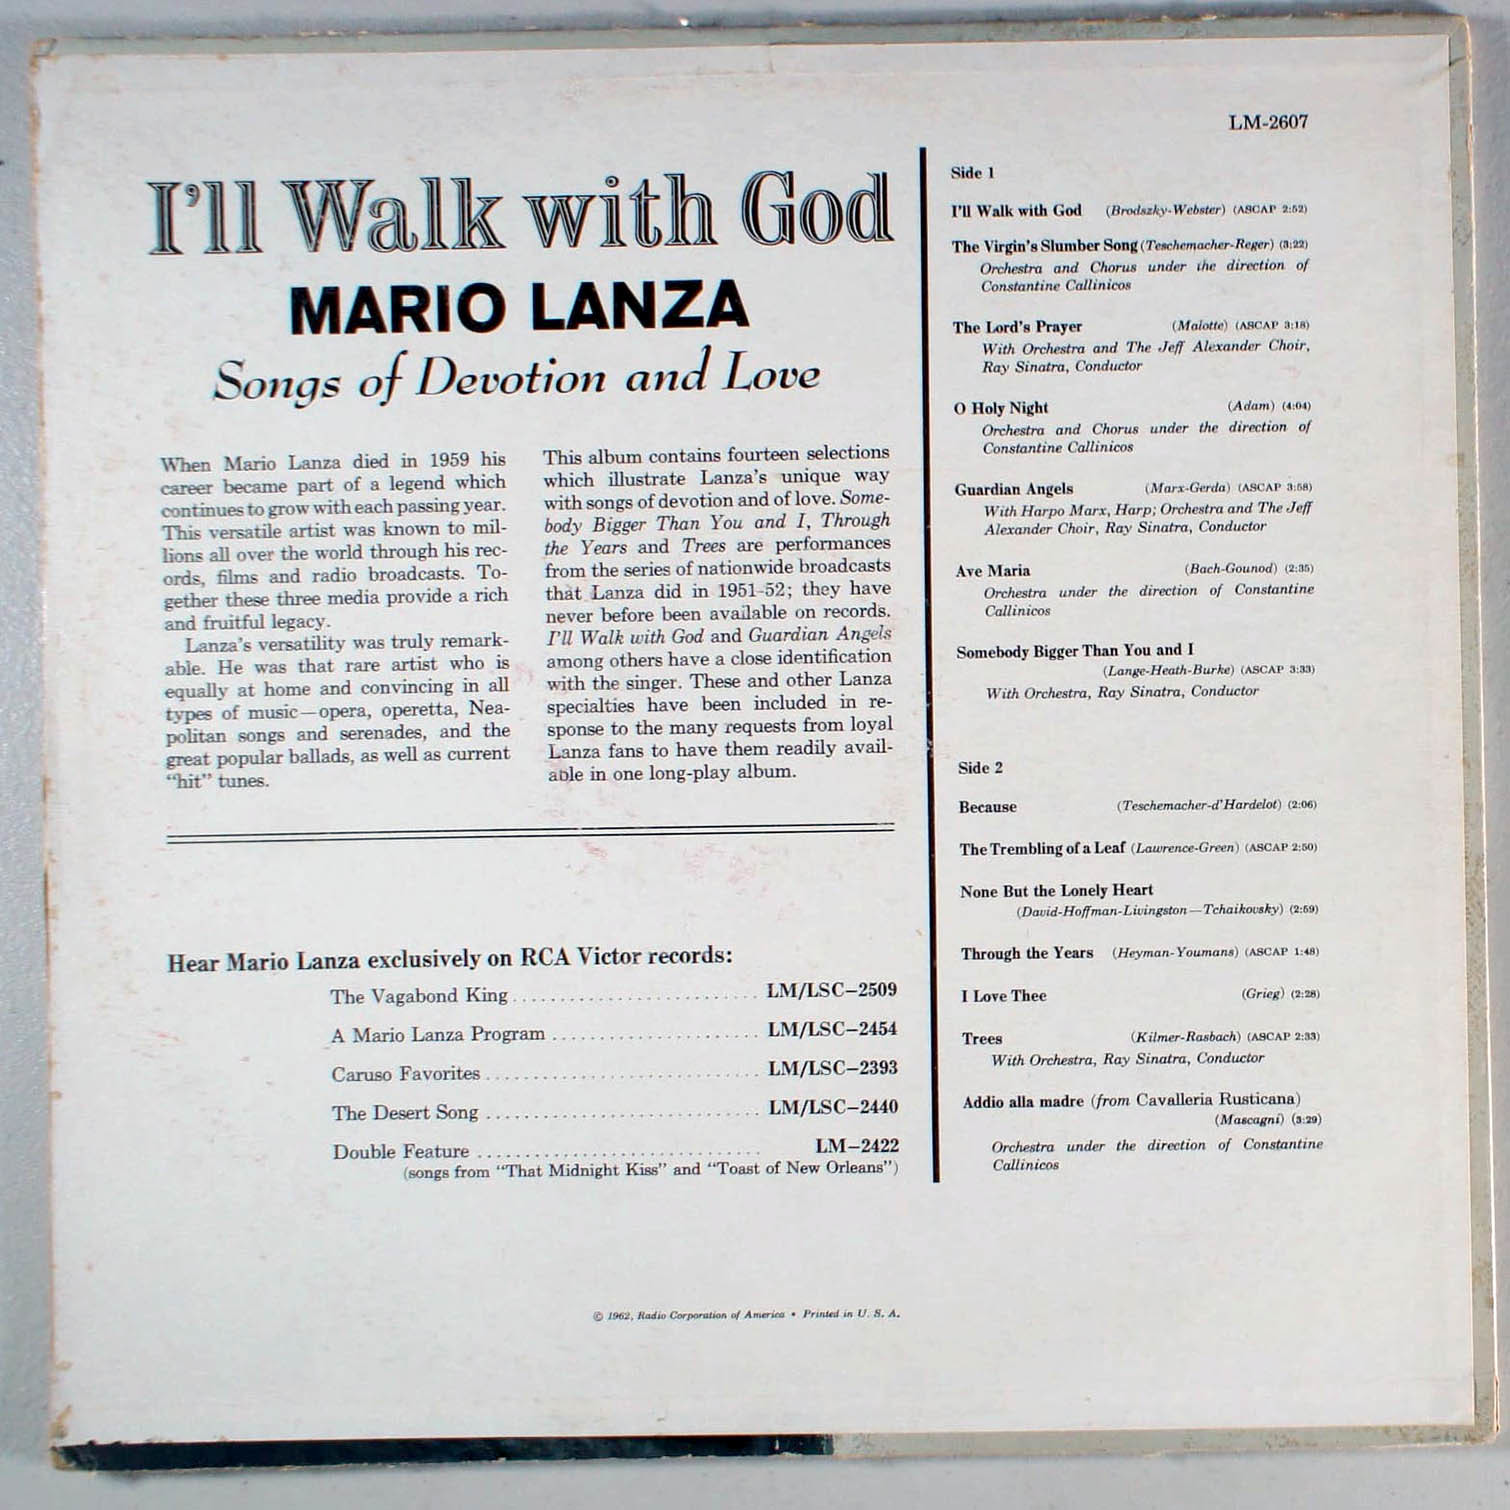 LM-2607
I'll Walk with God
MARIO LANZA
Songs of Devotion and Love
When Mario Lanza died in 1959 his
career became part of a legend which
continues to grow with each passing year.
This versatile artist was known to mil-
lions all over the world through his rec-
ords, films and radio broadcasts. To-
gether these three media provide a rich
and fruitful legacy.
Lanza's versatility was truly remark-
able. He was that rare artist who is
equally at home and convincing in all
types of music—opera, operetta, Nea-
politan songs and serenades, and the
great popular ballads, as well as current
"hit" tunes.
This album contains fourteen selections
which illustrate Lanza's unique way
with songs of devotion and of love. Some-
body Bigger Than You and I, Through
the Years and Trees are performances
from the series of nationwide broadcasts
that Lanza did in 1951-52; they have
never before been available on records.
I'll Walk with God and Guardian Angels
among others have a close identification
with the singer. These and other Lanza
specialties have been included in re-
sponse to the many requests from loyal
Lanza fans to have them readily avail-
able in one long-play album.
Hear Mario Lanza exclusively on RCA Victor records:
The Vagabond King .......................... LM/LSC-2509
A Mario Lanza Program ...................... LM/LSC-2454
Caruso Favorites ............................. LM/LSC-2393
The Desert Song ............................. LM/LSC-2440
Double Feature .............................. LM-2422
(songs from "That Midnight Kiss" and "Toast of New Orleans")
Side 1
I'll Walk with God (Brodszky-Webster) (ASCAP 2:52)
The Virgin's Slumber Song (Teschemacher-Reger) (3:22)
Orchestra and Chorus under the direction of
Constantine Callinicos
The Lord's Prayer (Malotte) (ASCAP 3:18)
With Orchestra and The Jeff Alexander Choir,
Ray Sinatra, Conductor
O Holy Night (Adam) (4:04)
Orchestra and Chorus under the direction of
Constantine Callinicos
Guardian Angels (Marx-Gerda) (ASCAP 3:58)
With Harpo Marx, Harp; Orchestra and The Jeff
Alexander Choir, Ray Sinatra, Conductor
Ave Maria (Bach-Gounod) (2:35)
Orchestra under the direction of Constantine
Callinicos
Somebody Bigger Than You and I
(Lange-Heath-Burke) (ASCAP 3:33)
With Orchestra, Ray Sinatra, Conductor
Side 2
Because (Teschemacher-d'Hardelot) (2:06)
The Trembling of a Leaf (Lawrence-Green) (ASCAP 2:50)
None But the Lonely Heart
(David-Hoffman-Livingston—Tchaikovsky) (2:59)
Through the Years (Heyman-Youmans) (ASCAP 1:48)
I Love Thee (Grieg) (2:28)
Trees (Kilmer-Rasbach) (ASCAP 2:33)
With Orchestra, Ray Sinatra, Conductor
Addio alla madre (from Cavalleria Rusticana)
(Mascagni) (3:29)
Orchestra under the direction of Constantine
Callinicos
© 1962, Radio Corporation of America • Printed in U. S. A.